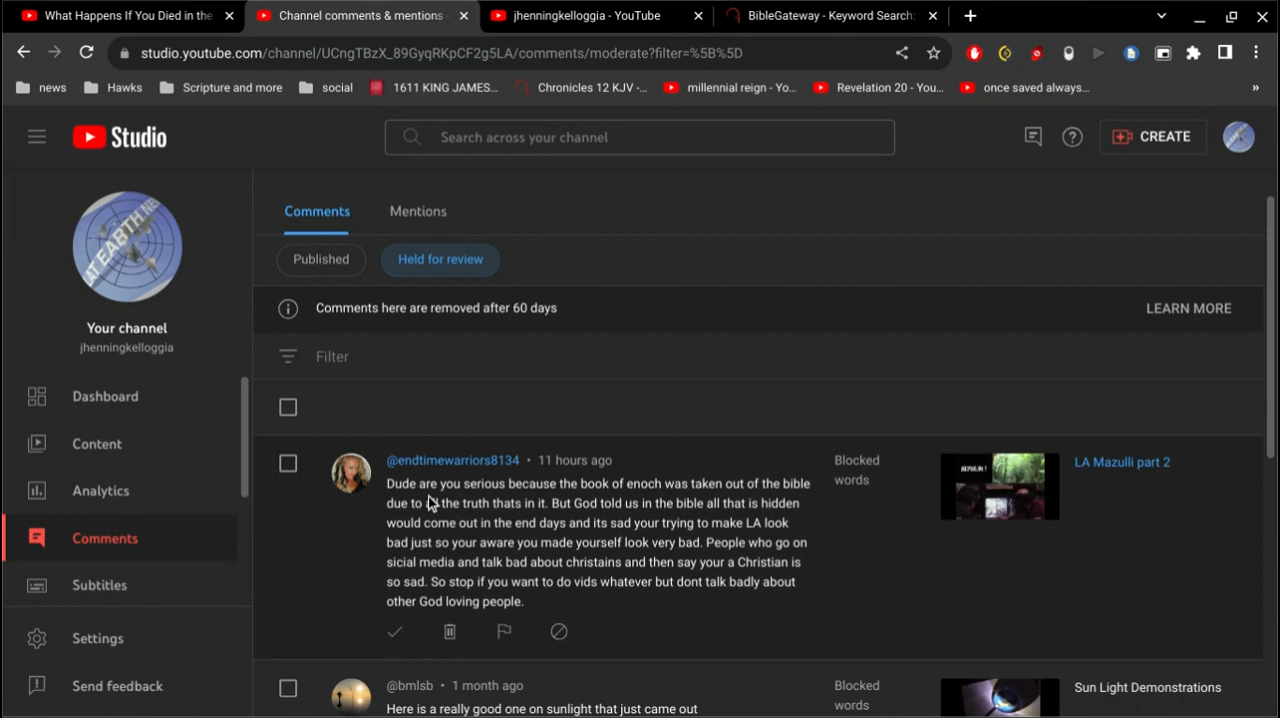 What Happens If You Died in the
Channel comments & mentions -
jhenningkelloggia - YouTube
BibleGateway - Keyword Search:
studio.youtube.com/channel/UCngTBzX_89GyqRKpCF2g5LA/comments/moderate?filter=%5B%5D
news
Hawks
Scripture and more
social
1611 KING JAMES...
Chronicles 12 KJV -...
millennial reign - Yo...
Revelation 20 - You...
once saved always...
»
Studio
Search across your channel
CREATE
AT EARTH NE
Your channel
jhenningkelloggia
Dashboard
Content
Analytics
Comments
Subtitles
Settings
Send feedback
Comments
Mentions
Published
Held for review
Comments here are removed after 60 days
LEARN MORE
Filter
@endtimewarriors8134 • 11 hours ago
Dude are you serious because the book of enoch was taken out of the bible
due to the truth thats in it. But God told us in the bible all that is hidden
would come out in the end days and its sad your trying to make LA look
bad just so your aware you made yourself look very bad. People who go on
sicial media and talk bad about christains and then say your a Christian is
so sad. So stop if you want to do vids whatever but dont talk badly about
other God loving people.
Blocked
words
LA Mazulli part 2
@bmlsb • 1 month ago
Here is a really good one on sunlight that just came out
Blocked
words
Sun Light Demonstrations